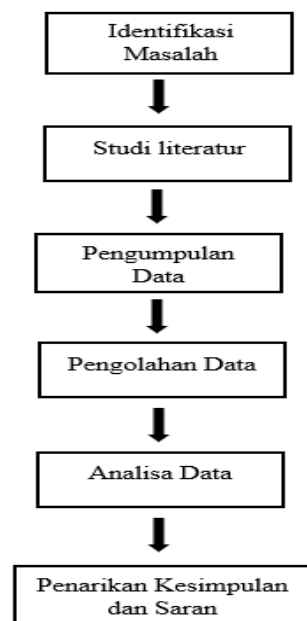 Identifikasi
Masalah
Studi literatur
Pengumpulan
Data
Pengolahan Data
Analisa Data
Penarikan Kesimpulan
dan Saran